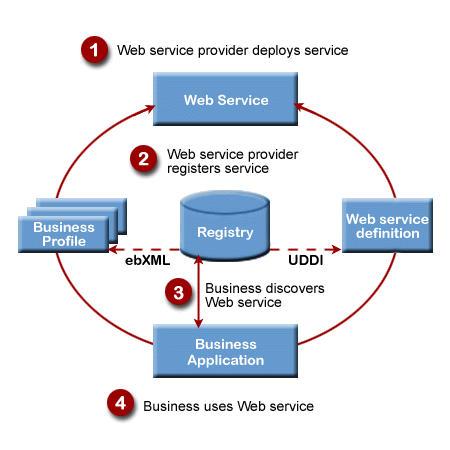 1 Web service provider deploys service
Web Service
2 Web service provider
registers service
Business
Profile
Registry
Web service
definition
ebXML
UDDI
3 Business discovers
Web service
Business
Application
4 Business uses Web service